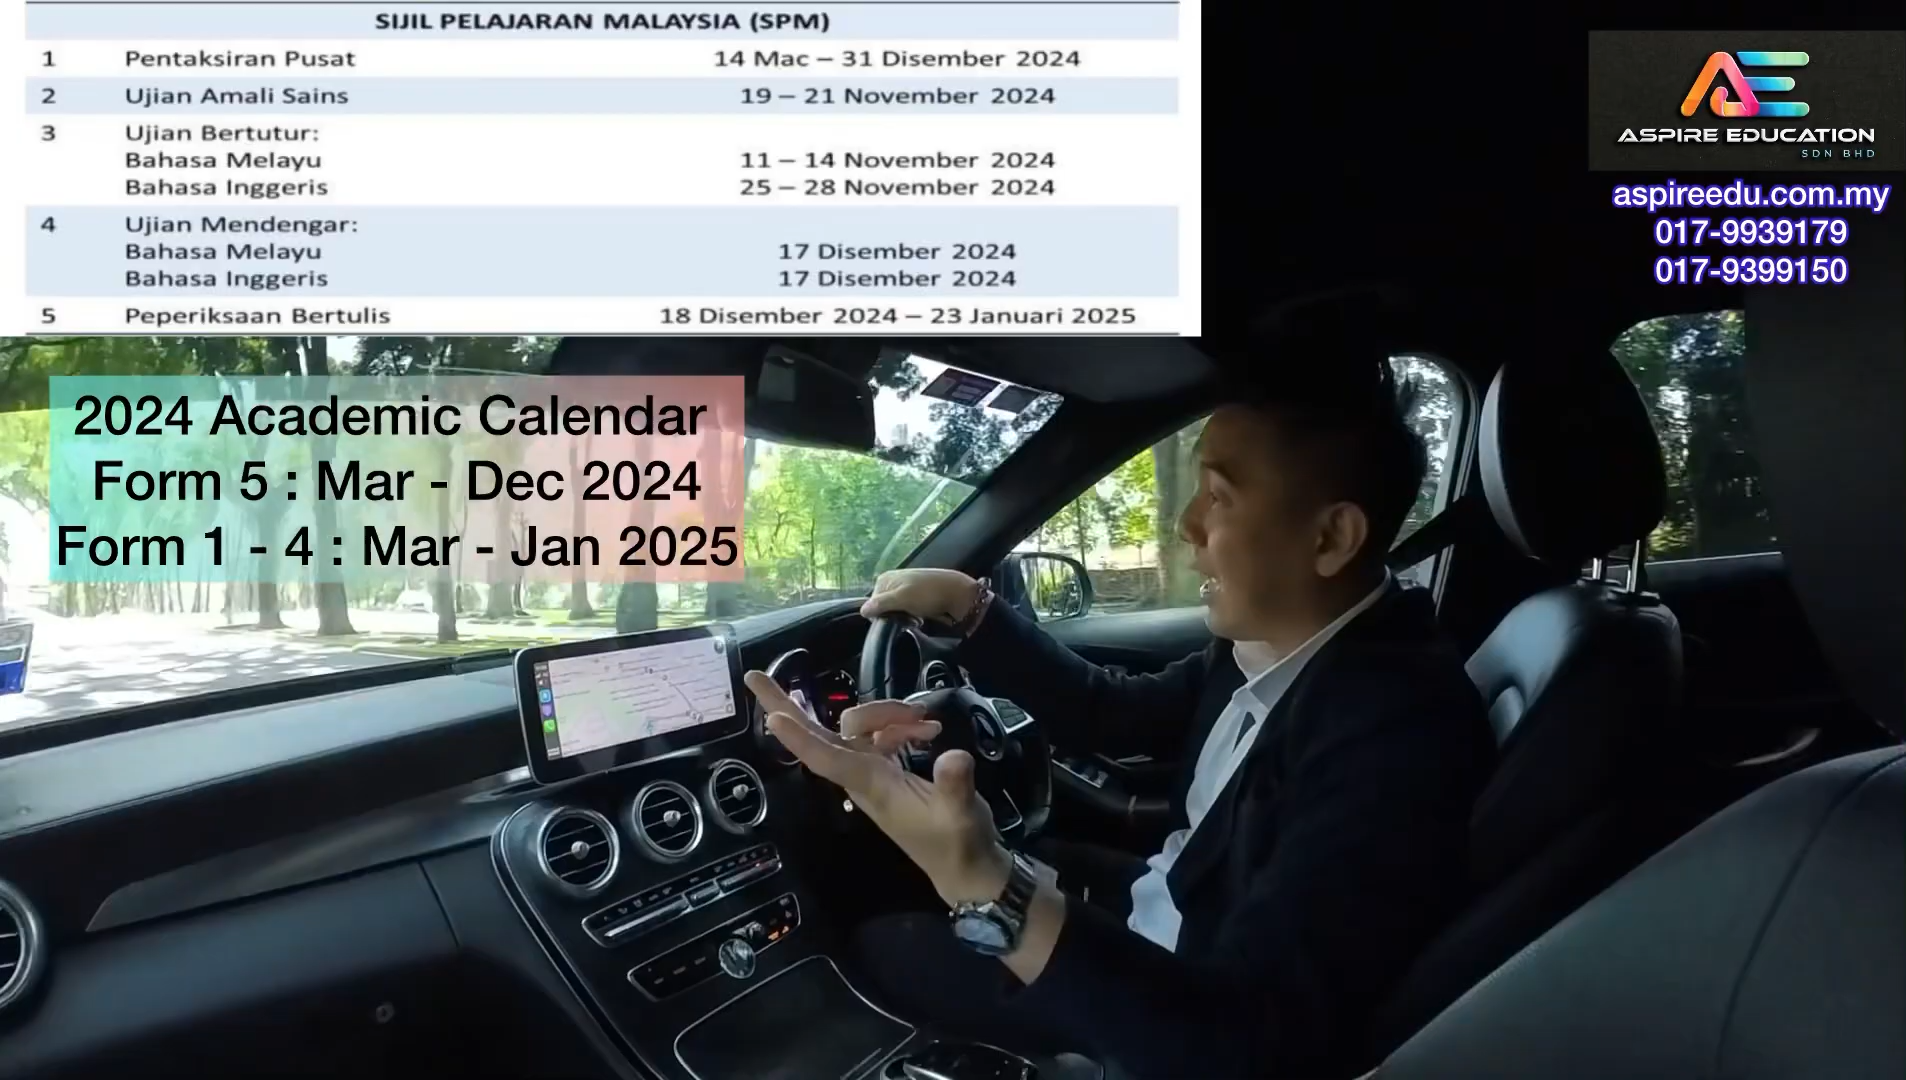 SIJIL PELAJARAN MALAYSIA (SPM)
1 Pentaksiran Pusat 14 Mac – 31 Disember 2024
2 Ujian Amali Sains 19 – 21 November 2024
3 Ujian Bertutur:
Bahasa Melayu 11 – 14 November 2024
Bahasa Inggeris 25 – 28 November 2024
4 Ujian Mendengar:
Bahasa Melayu 17 Disember 2024
Bahasa Inggeris 17 Disember 2024
5 Peperiksaan Bertulis 18 Disember 2024 – 23 Januari 2025
AE
ASPIRE EDUCATION
SDN BHD
aspireedu.com.my
017-9939179
017-9399150
2024 Academic Calendar
Form 5 : Mar - Dec 2024
Form 1 - 4 : Mar - Jan 2025